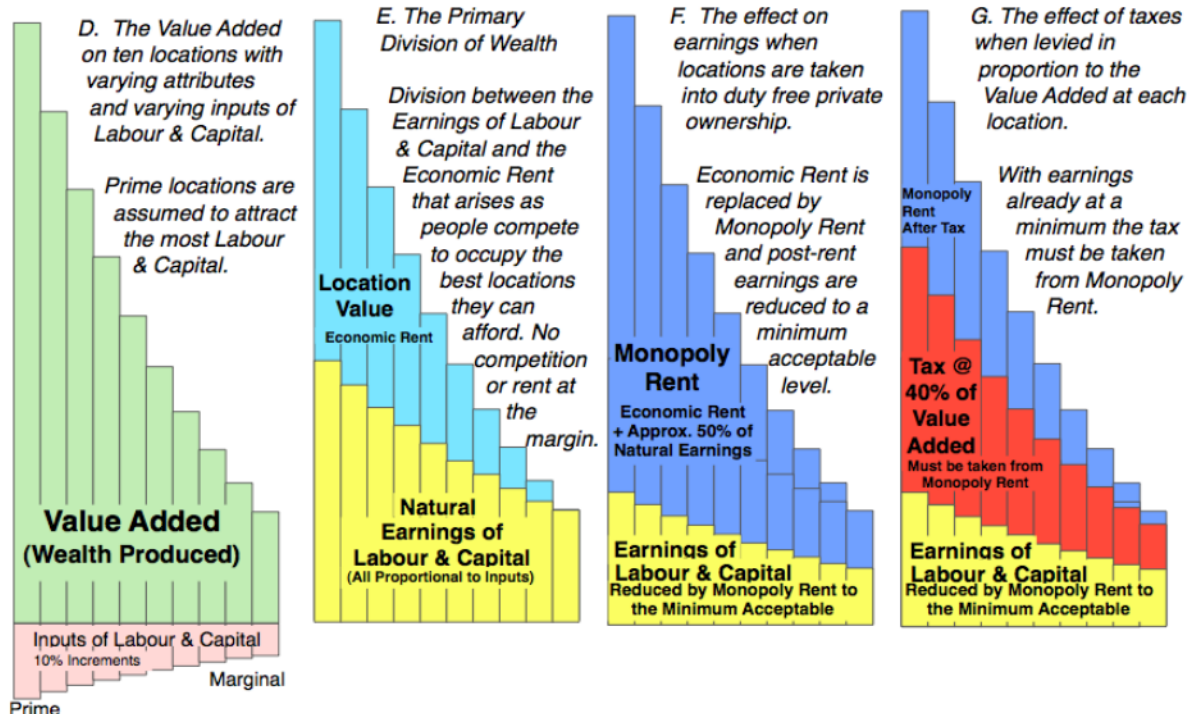 D. The Value Added
on ten locations with
varying attributes
and varying inputs of
Labour & Capital.
Prime locations are
assumed to attract
the most Labour
& Capital.
Value Added
(Wealth Produced)
Inputs of Labour & Capital
10% Increments
Marginal
Prime
E. The Primary
Division of Wealth
Division between the
Earnings of Labour
& Capital and the
Economic Rent
that arises as
people compete
to occupy the
best locations
they can
afford. No
competition
or rent at
the
margin.
Location
Value
Economic Rent
Natural
Earnings of
Labour & Capital
(All Proportional to Inputs)
F. The effect on
earnings when
locations are taken
into duty free private
ownership.
Economic Rent is
replaced by
Monopoly Rent
and post-rent
earnings are
reduced to a
minimum
acceptable
level.
Monopoly
Rent
Economic Rent
+ Approx. 50% of
Natural Earnings
Earnings of
Labour & Capital
Reduced by Monopoly Rent to
the Minimum Acceptable
G. The effect of taxes
when levied in
proportion to the
Value Added at each
location.
With earnings
already at a
minimum the tax
must be taken
from Monopoly
Rent.
Monopoly
Rent
After Tax
Tax @
40% of
Value
Added
Must be taken from
Monopoly Rent
Earnings of
Labour & Capital
Reduced by Monopoly Rent to
the Minimum Acceptable